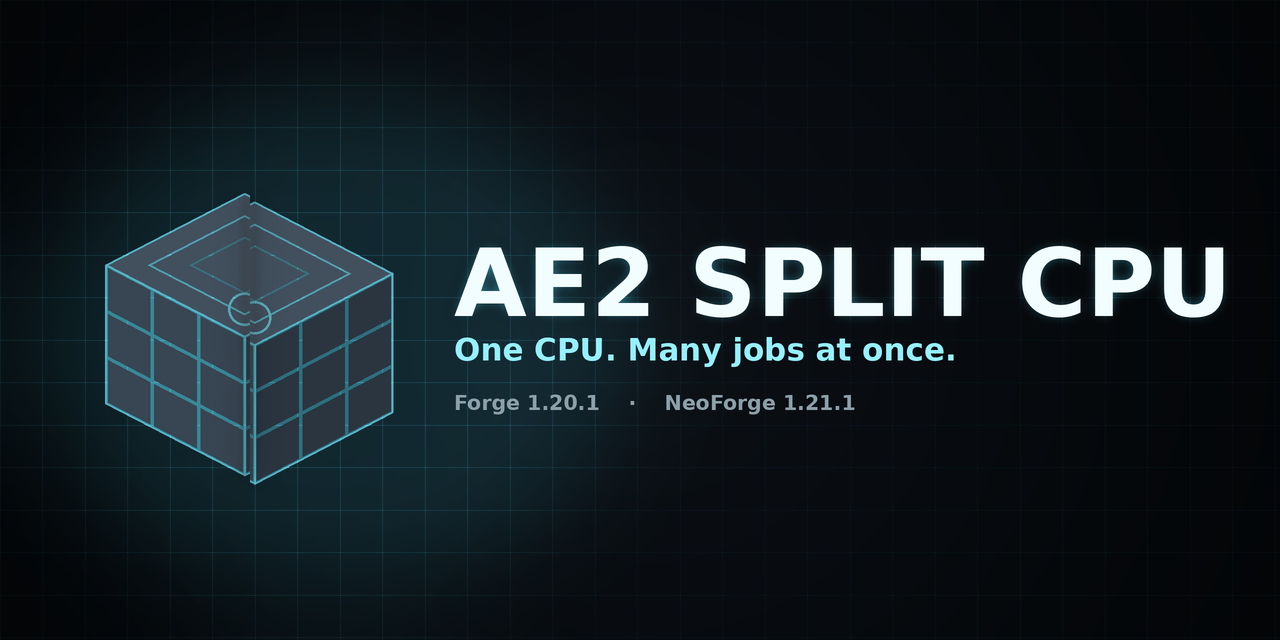 AE2 SPLIT CPU
One CPU. Many jobs at once.
Forge 1.20.1 · NeoForge 1.21.1